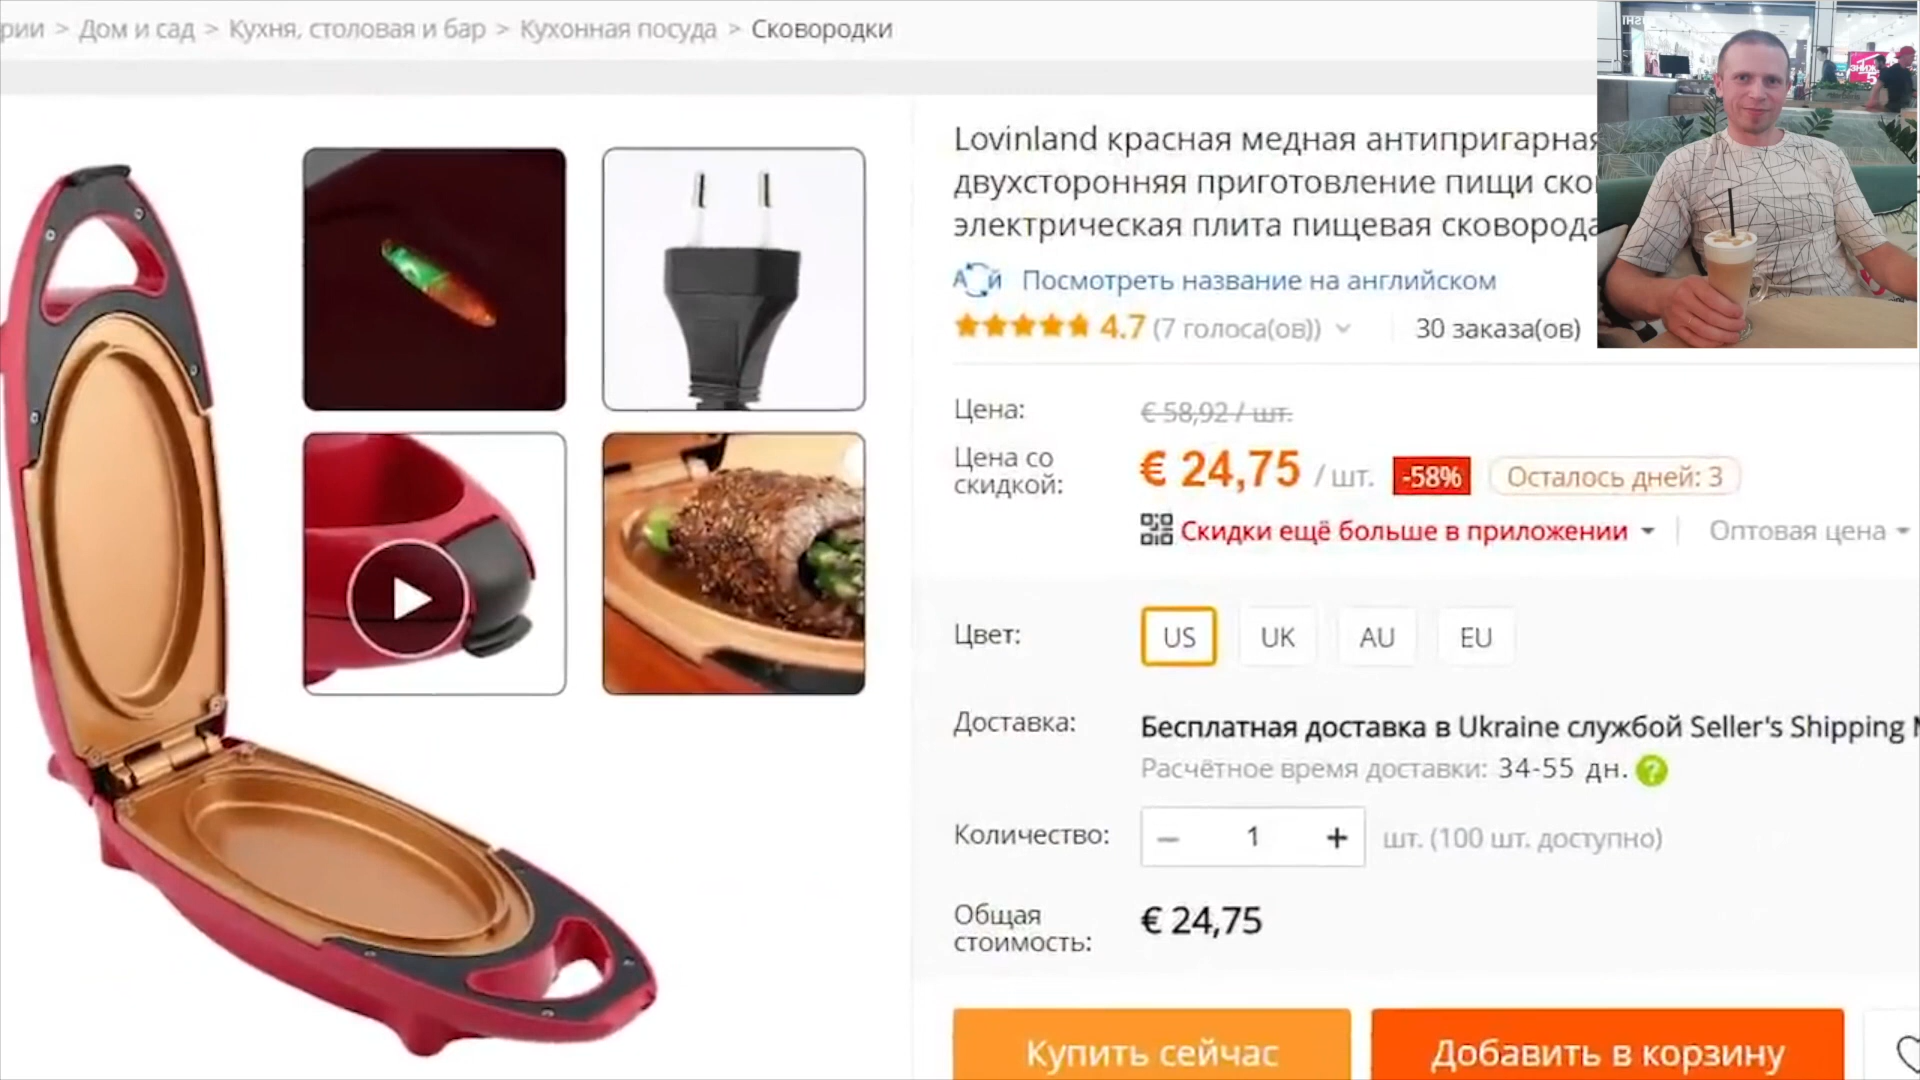 рии > Дом и сад > Кухня, столовая и бар > Кухонная посуда > Сковородки
Lovinland красная медная антипригарная
двухсторонняя приготовление пищи ско
электрическая плита пищевая сковорода
Посмотреть название на английском
4.7 (7 голоса(ов)) 30 заказа(ов)
Цена: € 58,92 / шт.
Цена со скидкой: € 24,75 / шт. -58% Осталось дней: 3
Скидки ещё больше в приложении Оптовая цена
Цвет: US UK AU EU
Доставка: Бесплатная доставка в Ukraine службой Seller's Shipping
Расчётное время доставки: 34-55 дн. ?
Количество: − 1 + шт. (100 шт. доступно)
Общая стоимость: € 24,75
Купить сейчас Добавить в корзину